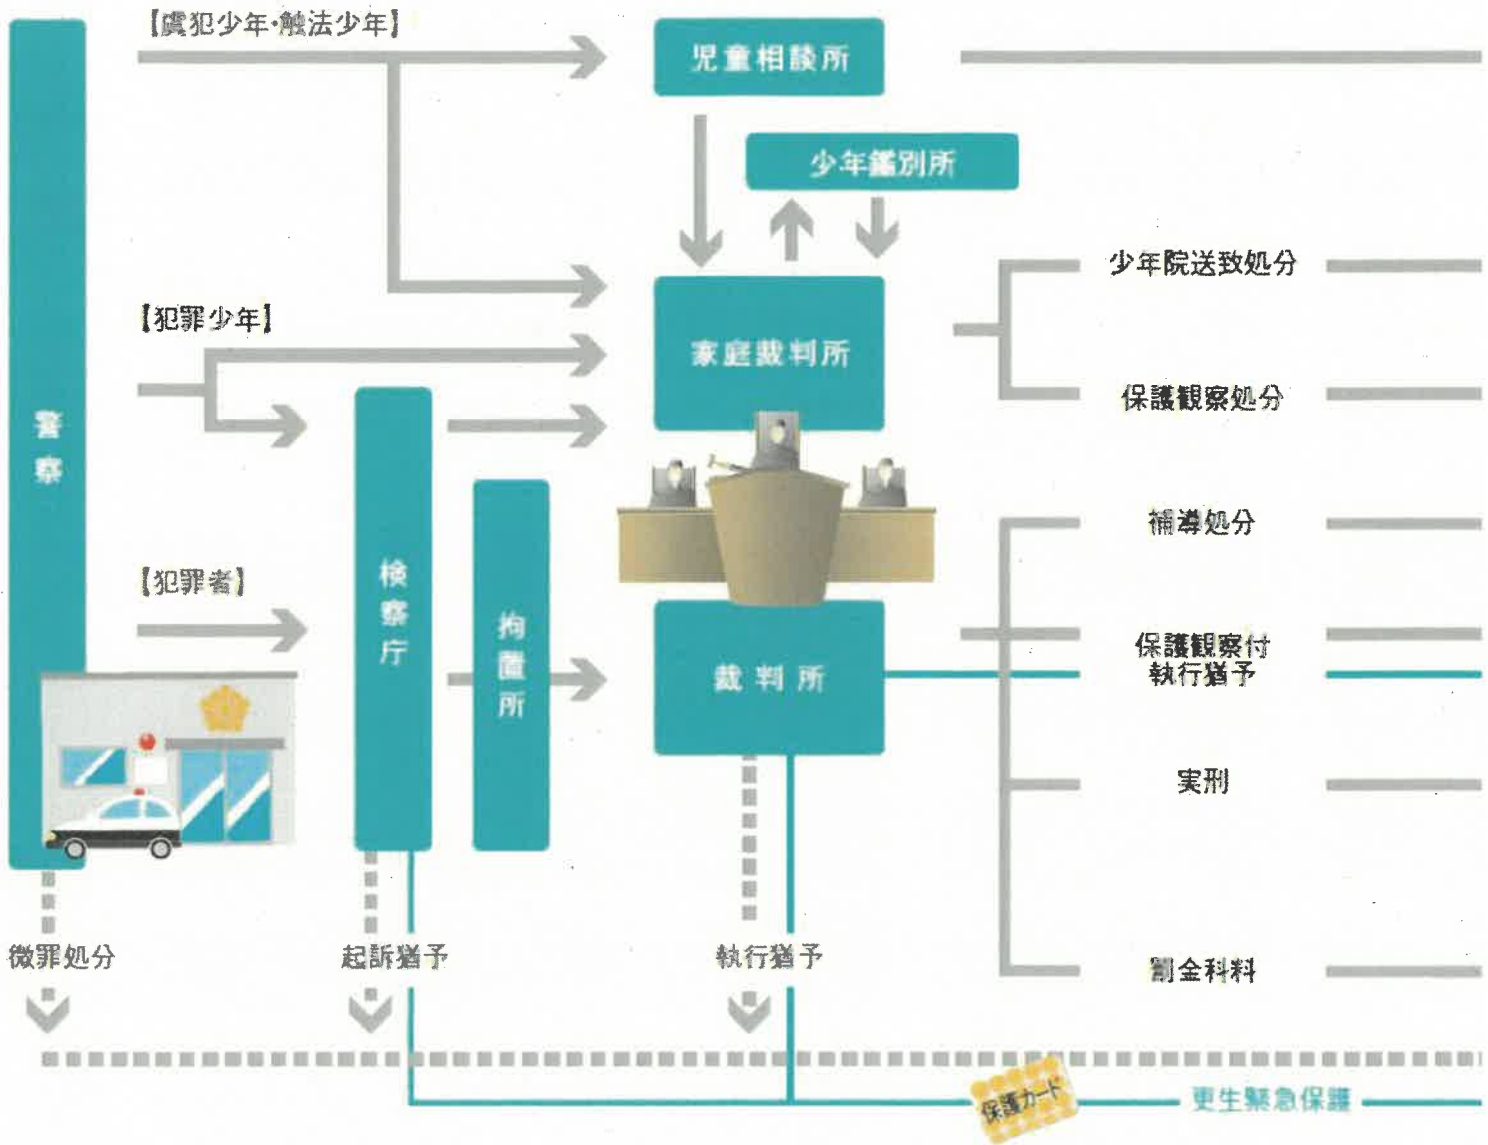 【虞犯少年・触法少年】
児童相談所
少年鑑別所
少年院送致処分
【犯罪少年】
家庭裁判所
保護観察処分
警察
補導処分
検察庁
【犯罪者】
拘置所
保護観察付
執行猶予
裁判所
実刑
微罪処分
起訴猶予
執行猶予
罰金科料
保護カード
更生緊急保護